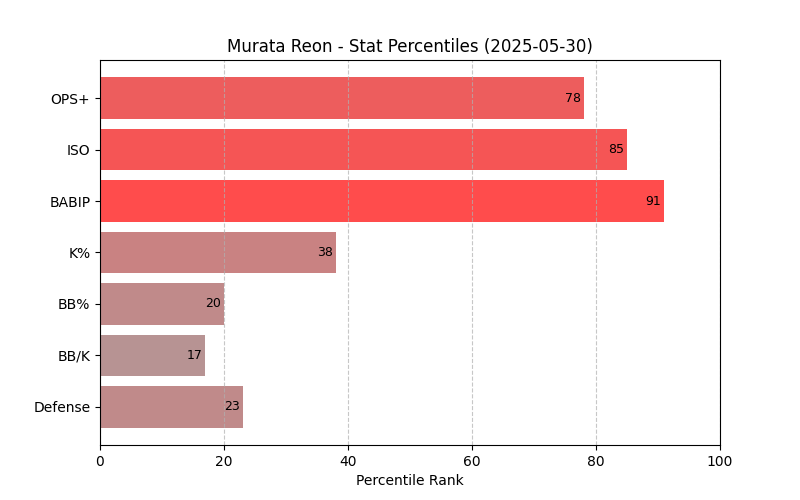 Murata Reon - Stat Percentiles (2025-05-30)
OPS+ 78
ISO 85
BABIP 91
K% 38
BB% 20
BB/K 17
Defense 23
0 20 40 60 80 100
Percentile Rank